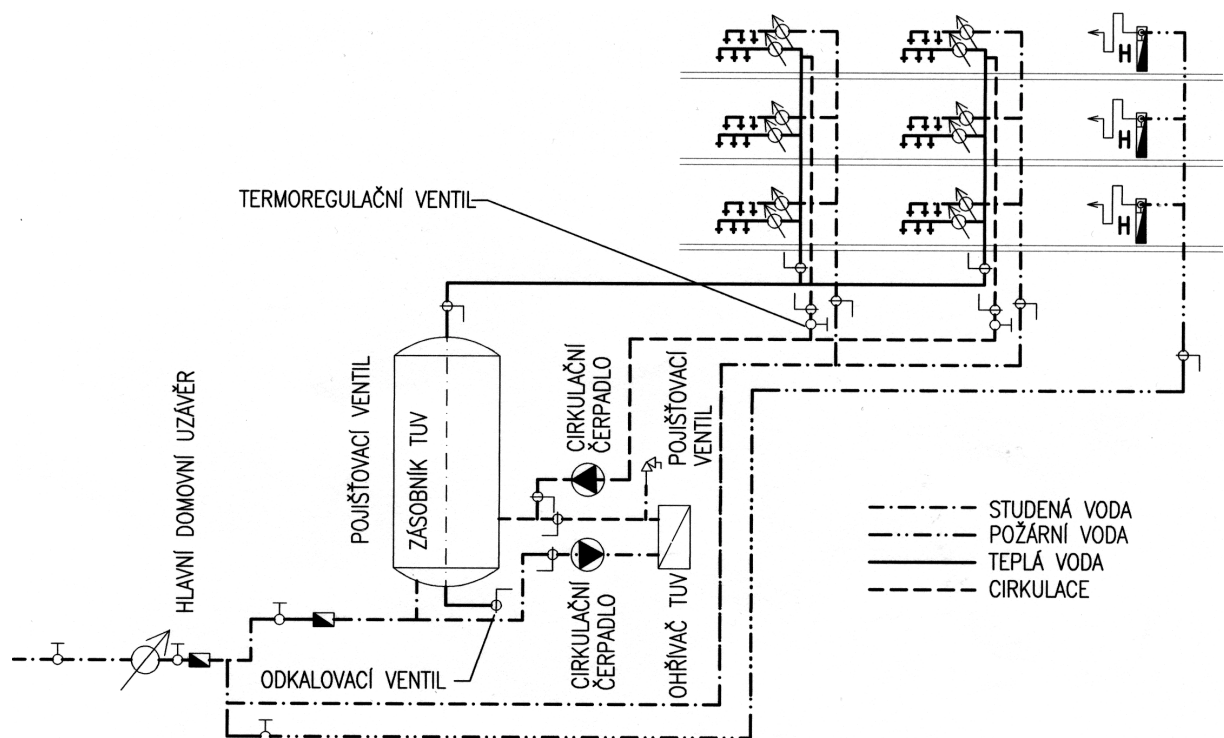 H
H
TERMOREGULAČNÍ VENTIL
H
HLAVNÍ DOMOVNÍ UZÁVĚR
POJIŠŤOVACÍ VENTIL
ZÁSOBNÍK TUV
CIRKULAČNÍ
ČERPADLO
POJIŠŤOVACÍ
VENTIL
STUDENÁ VODA
POŽÁRNÍ VODA
TEPLÁ VODA
CIRKULACE
ODKALOVACÍ VENTIL
CIRKULAČNÍ
ČERPADLO
OHŘÍVAČ TUV